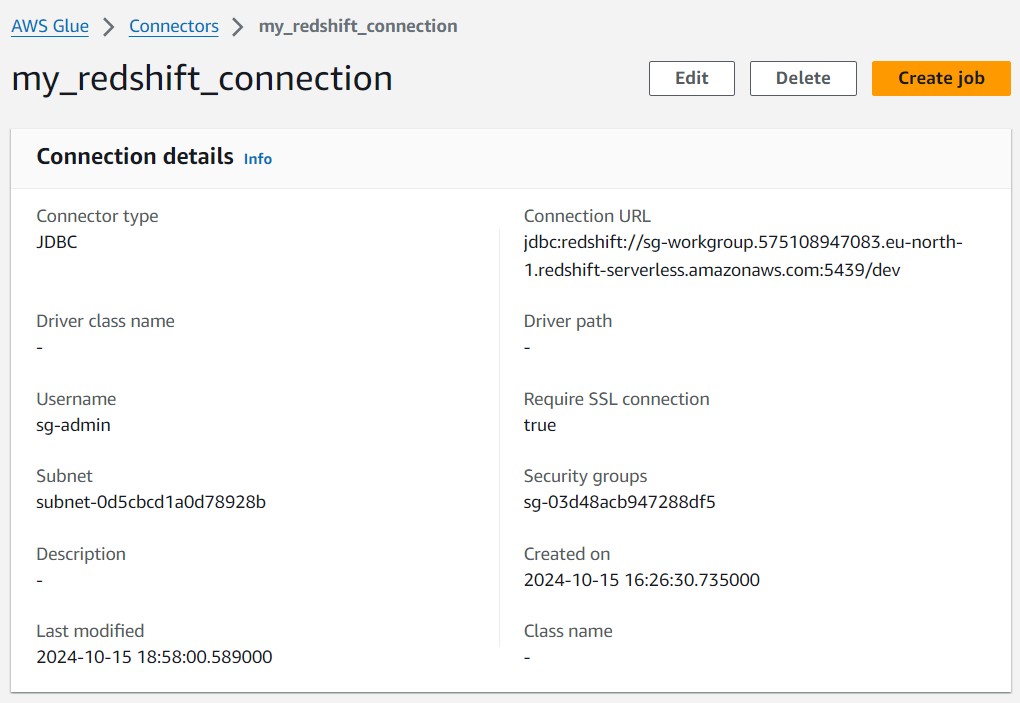 AWS Glue > Connectors > my_redshift_connection
my_redshift_connection
Edit
Delete
Create job
Connection details Info
Connector type
JDBC
Connection URL
jdbc:redshift://sg-workgroup.575108947083.eu-north-
1.redshift-serverless.amazonaws.com:5439/dev
Driver class name
-
Driver path
-
Username
sg-admin
Require SSL connection
true
Subnet
subnet-0d5cbcd1a0d78928b
Security groups
sg-03d48acb947288df5
Description
-
Created on
2024-10-15 16:26:30.735000
Last modified
2024-10-15 18:58:00.589000
Class name
-